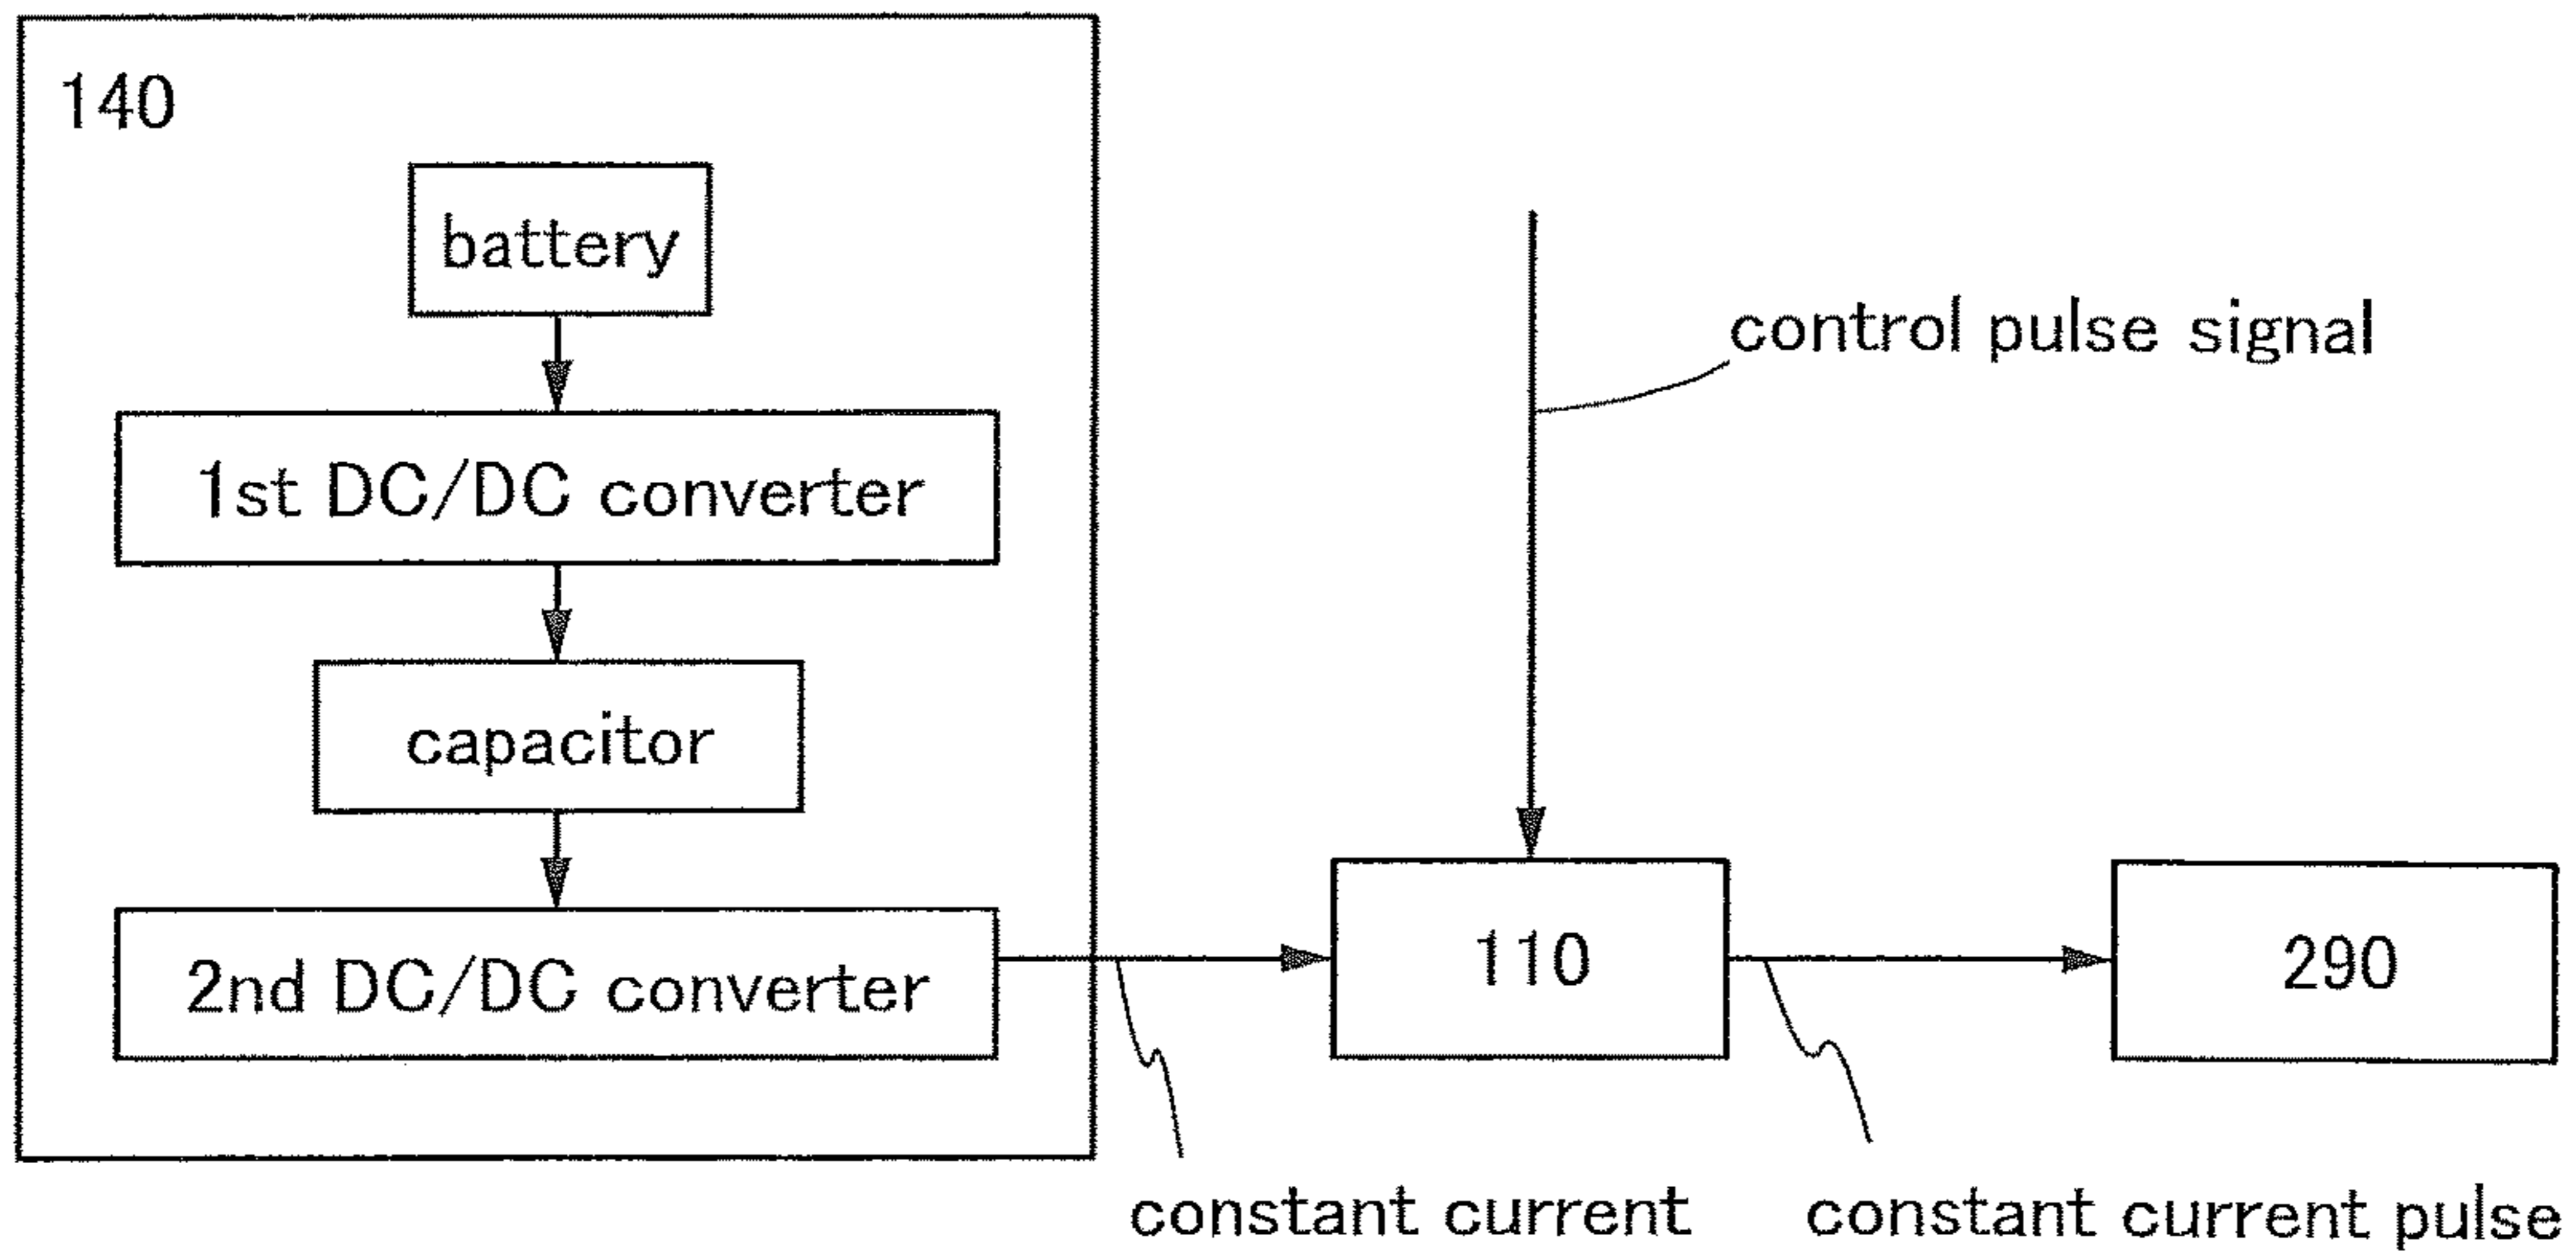 140
battery
control pulse signal
1st DC/DC converter
capacitor
2nd DC/DC converter
110
290
constant current
constant current pulse